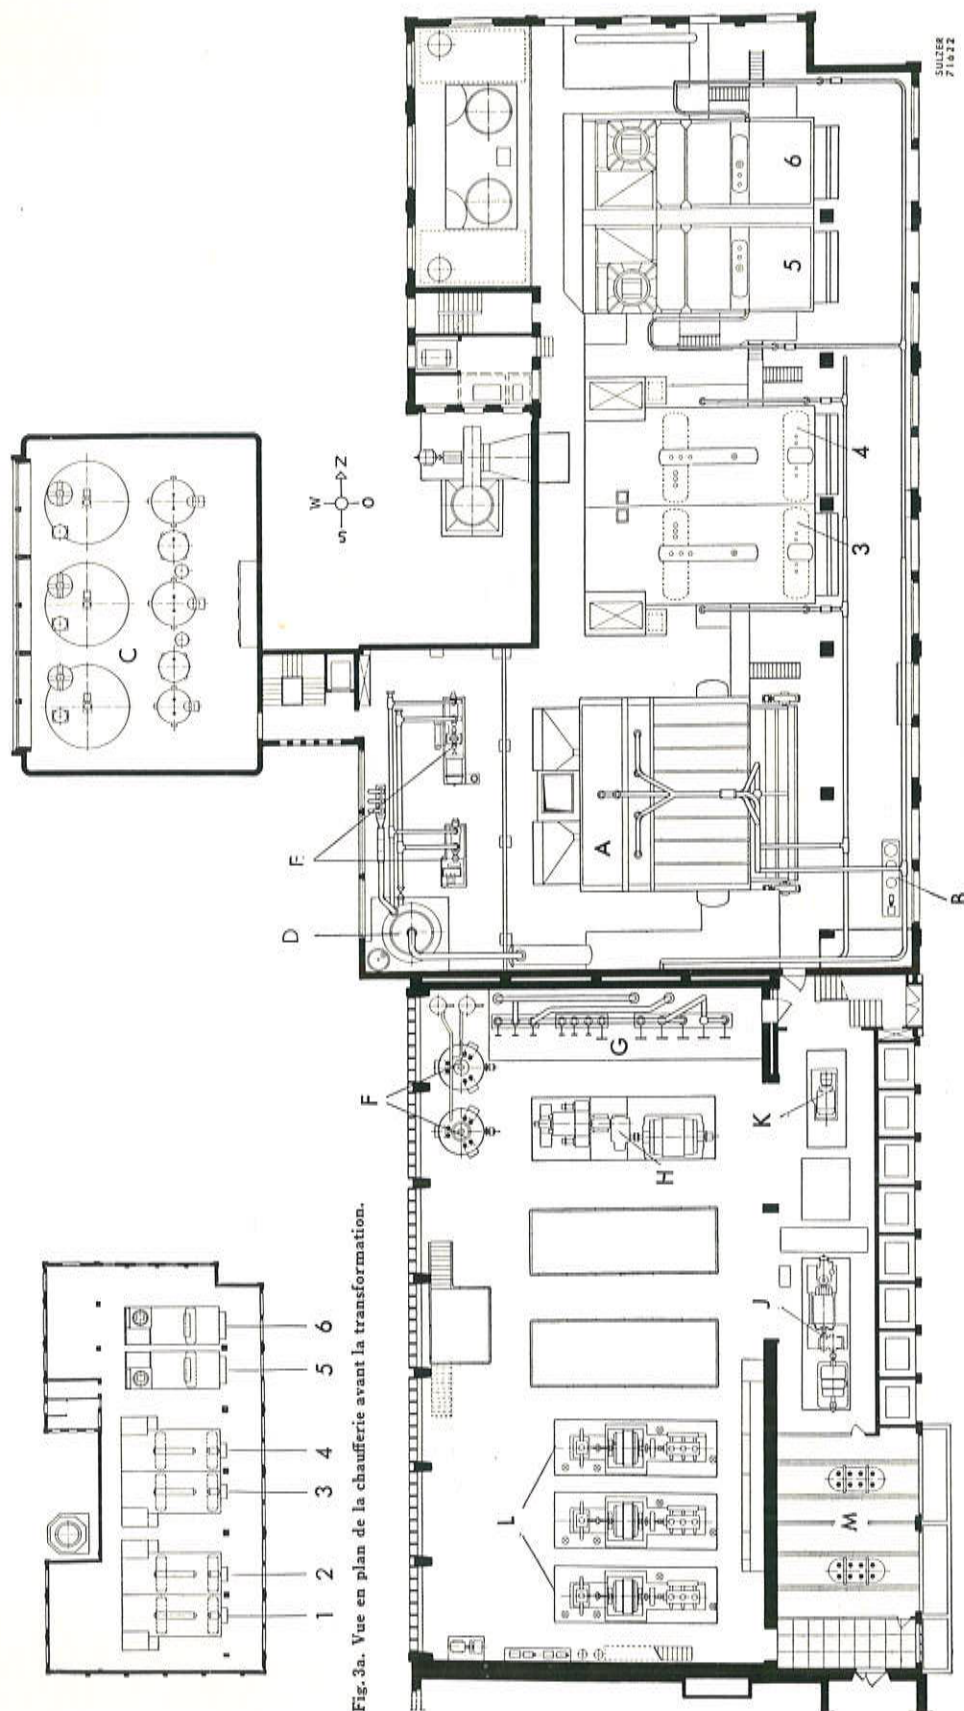 1
2
3
4
5
6
Fig. 3a. Vue en plan de la chaufferie avant la transformation.
C
W
S
N
O
D
E
A
B
3
4
5
6
F
G
H
K
J
L
M
SULZER
71622